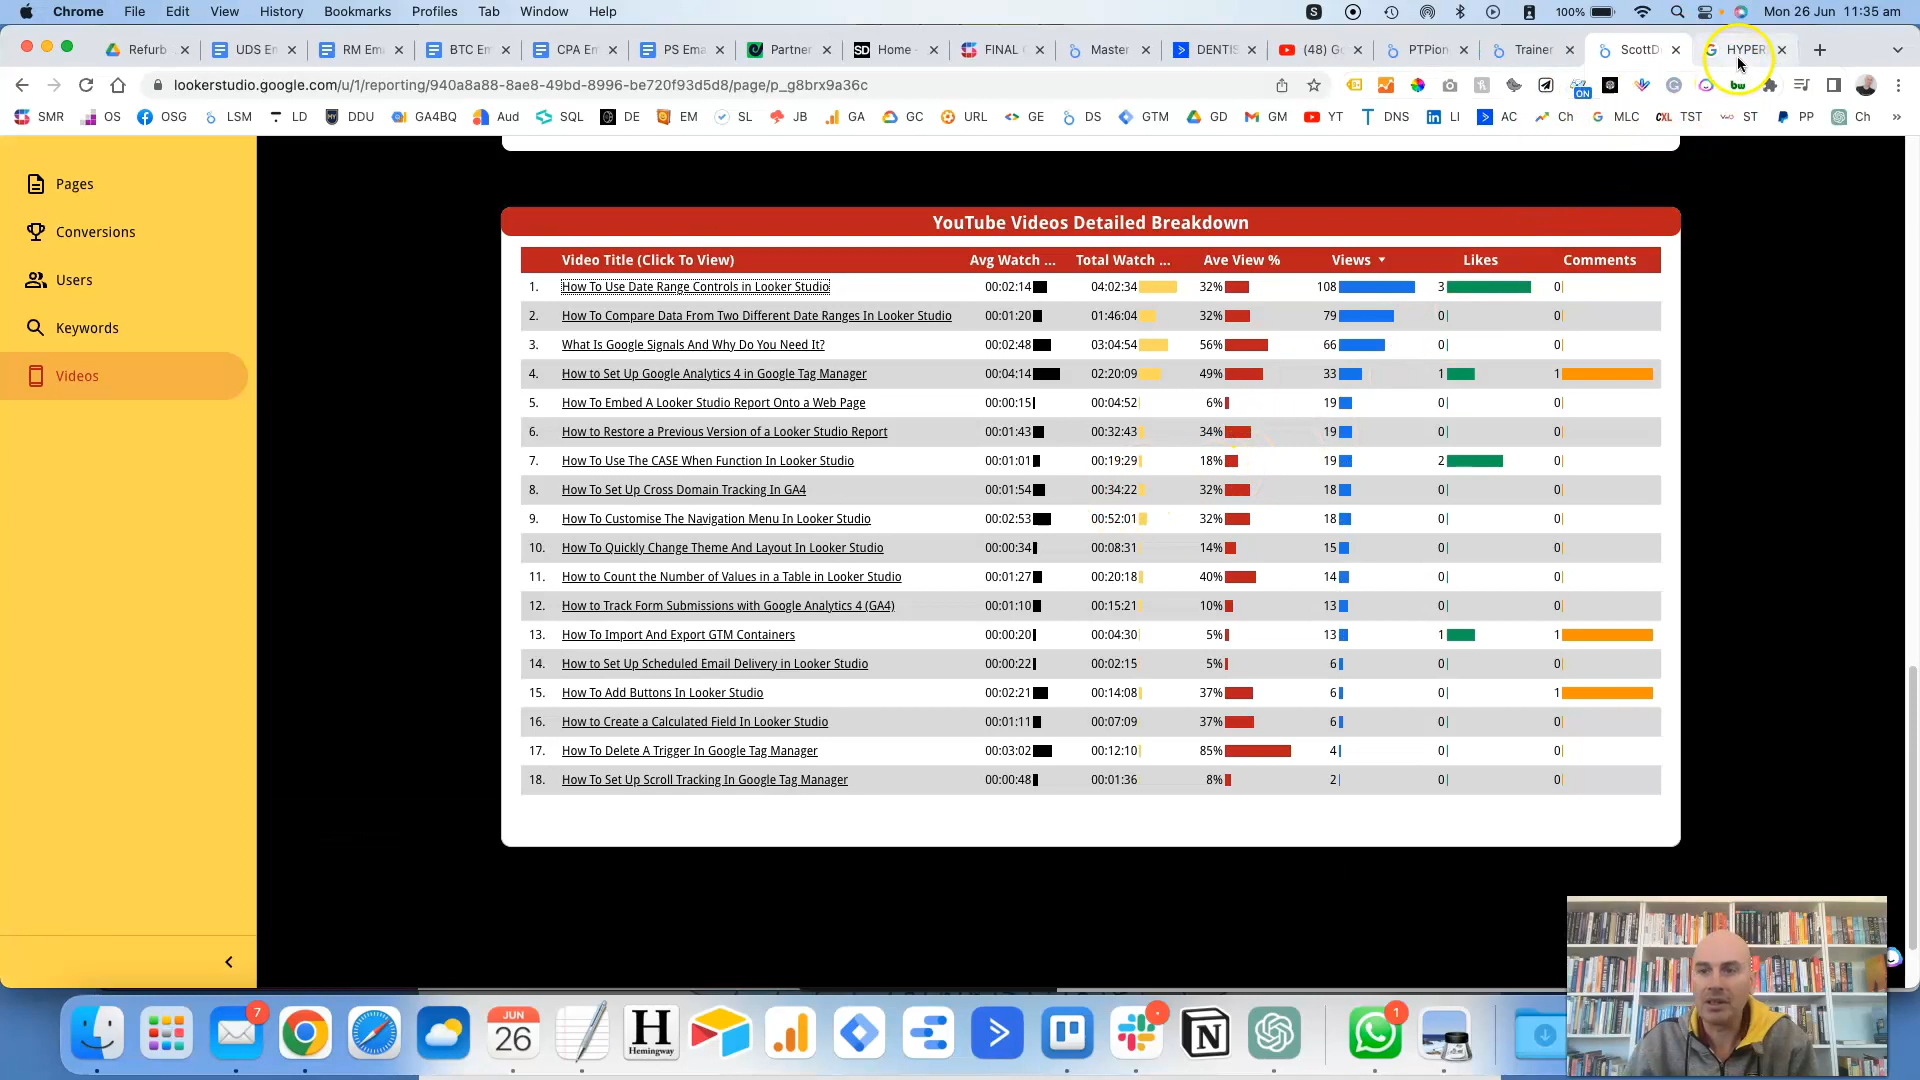 Chrome File Edit View History Bookmarks Profiles Tab Window Help S 100% Mon 26 Jun 11:35 am
Refurb UDS Em RM Em BTC Em CPA Em PS Ema Partner SD Home - FINAL Master DENTIS (48) G PTPion Trainer ScottD HYPER
lookerstudio.google.com/u/1/reporting/940a8a88-8ae8-49bd-8996-be720f93d5d8/page/p_g8brx9a36c ON bw
SMR OS OSG LSM LD DDU GA4BQ Aud SQL DE EM SL JB GA GC URL GE DS GTM GD GM YT DNS LI AC Ch MLC CXL TST ST PP Ch »
Pages
Conversions
Users
Keywords
Videos
YouTube Videos Detailed Breakdown
Video Title (Click To View) Avg Watch ... Total Watch ... Ave View % Views Likes Comments
1. How To Use Date Range Controls in Looker Studio 00:02:14 04:02:34 32% 108 3 0
2. How To Compare Data From Two Different Date Ranges In Looker Studio 00:01:20 01:46:04 32% 79 0 0
3. What Is Google Signals And Why Do You Need It? 00:02:48 03:04:54 56% 66 0 0
4. How to Set Up Google Analytics 4 in Google Tag Manager 00:04:14 02:20:09 49% 33 1 1
5. How To Embed A Looker Studio Report Onto a Web Page 00:00:15 00:04:52 6% 19 0 0
6. How to Restore a Previous Version of a Looker Studio Report 00:01:43 00:32:43 34% 19 0 0
7. How To Use The CASE When Function In Looker Studio 00:01:01 00:19:29 18% 19 2 0
8. How To Set Up Cross Domain Tracking In GA4 00:01:54 00:34:22 32% 18 0 0
9. How To Customise The Navigation Menu In Looker Studio 00:02:53 00:52:01 32% 18 0 0
10. How To Quickly Change Theme And Layout In Looker Studio 00:00:34 00:08:31 14% 15 0 0
11. How to Count the Number of Values in a Table in Looker Studio 00:01:27 00:20:18 40% 14 0 0
12. How to Track Form Submissions with Google Analytics 4 (GA4) 00:01:10 00:15:21 10% 13 0 0
13. How To Import And Export GTM Containers 00:00:20 00:04:30 5% 13 1 1
14. How to Set Up Scheduled Email Delivery in Looker Studio 00:00:22 00:02:15 5% 6 0 0
15. How To Add Buttons In Looker Studio 00:02:21 00:14:08 37% 6 0 1
16. How to Create a Calculated Field In Looker Studio 00:01:11 00:07:09 37% 6 0 0
17. How To Delete A Trigger In Google Tag Manager 00:03:02 00:12:10 85% 4 0 0
18. How To Set Up Scroll Tracking In Google Tag Manager 00:00:48 00:01:36 8% 2 0 0
7 JUN 26 H Hemingway 1